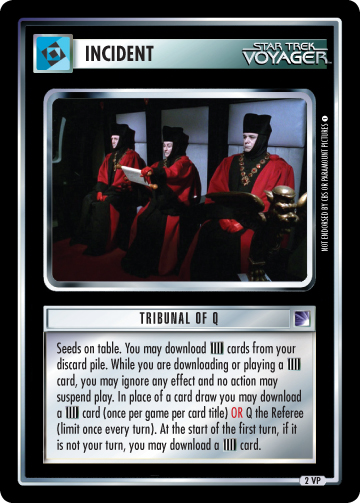 INCIDENT
STAR TREK
VOYAGER
NOT ENDORSED BY CBS OR PARAMOUNT PICTURES
TRIBUNAL OF Q
Seeds on table. You may download cards from your
discard pile. While you are downloading or playing a
card, you may ignore any effect and no action may
suspend play. In place of a card draw you may download
a card (once per game per card title) OR Q the Referee
(limit once every turn). At the start of the first turn, if it
is not your turn, you may download a card.
2 VP